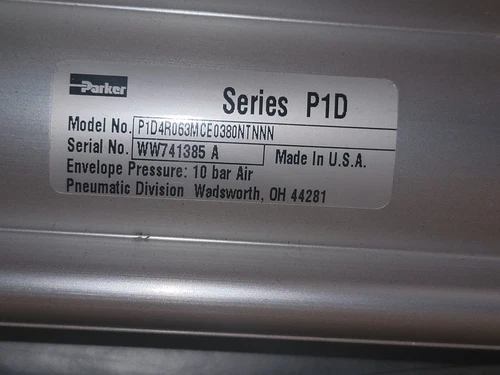 Parker
Series P1D
Model No. P1D4R063MCE0380NTNNN
Serial No. WW741385 A Made In U.S.A.
Envelope Pressure: 10 bar Air
Pneumatic Division Wadsworth, OH 44281